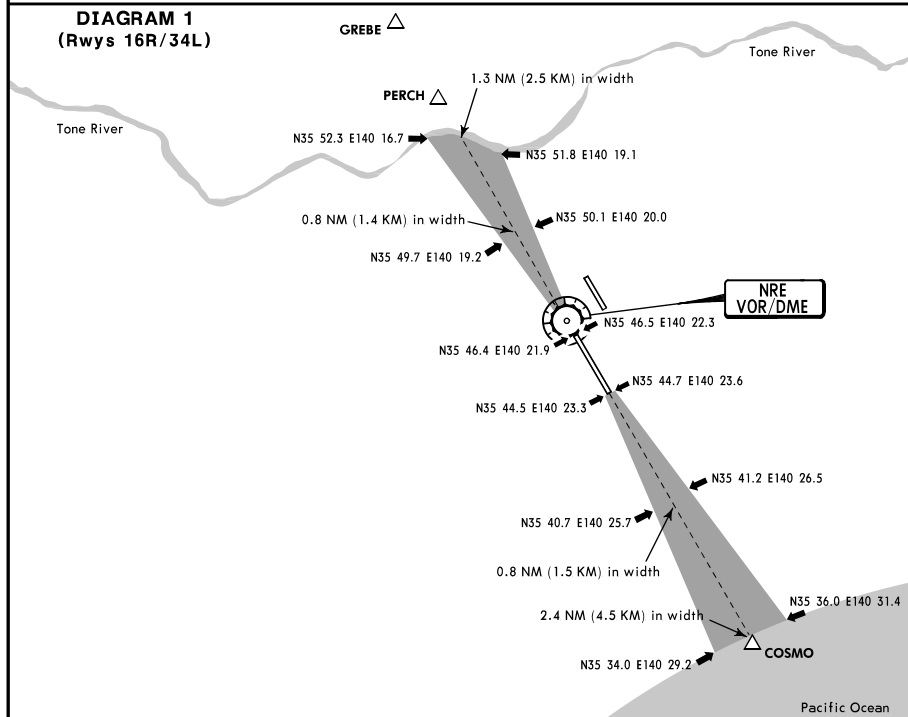 DIAGRAM 1
(Rwys 16R/34L)
GREBE
Tone River
1.3 NM (2.5 KM) in width
PERCH
Tone River
N35 52.3 E140 16.7
N35 51.8 E140 19.1
0.8 NM (1.4 KM) in width
N35 50.1 E140 20.0
N35 49.7 E140 19.2
NRE
VOR/DME
N35 46.5 E140 22.3
N35 46.4 E140 21.9
N35 44.7 E140 23.6
N35 44.5 E140 23.3
N35 41.2 E140 26.5
N35 40.7 E140 25.7
0.8 NM (1.5 KM) in width
N35 36.0 E140 31.4
2.4 NM (4.5 KM) in width
COSMO
N35 34.0 E140 29.2
Pacific Ocean